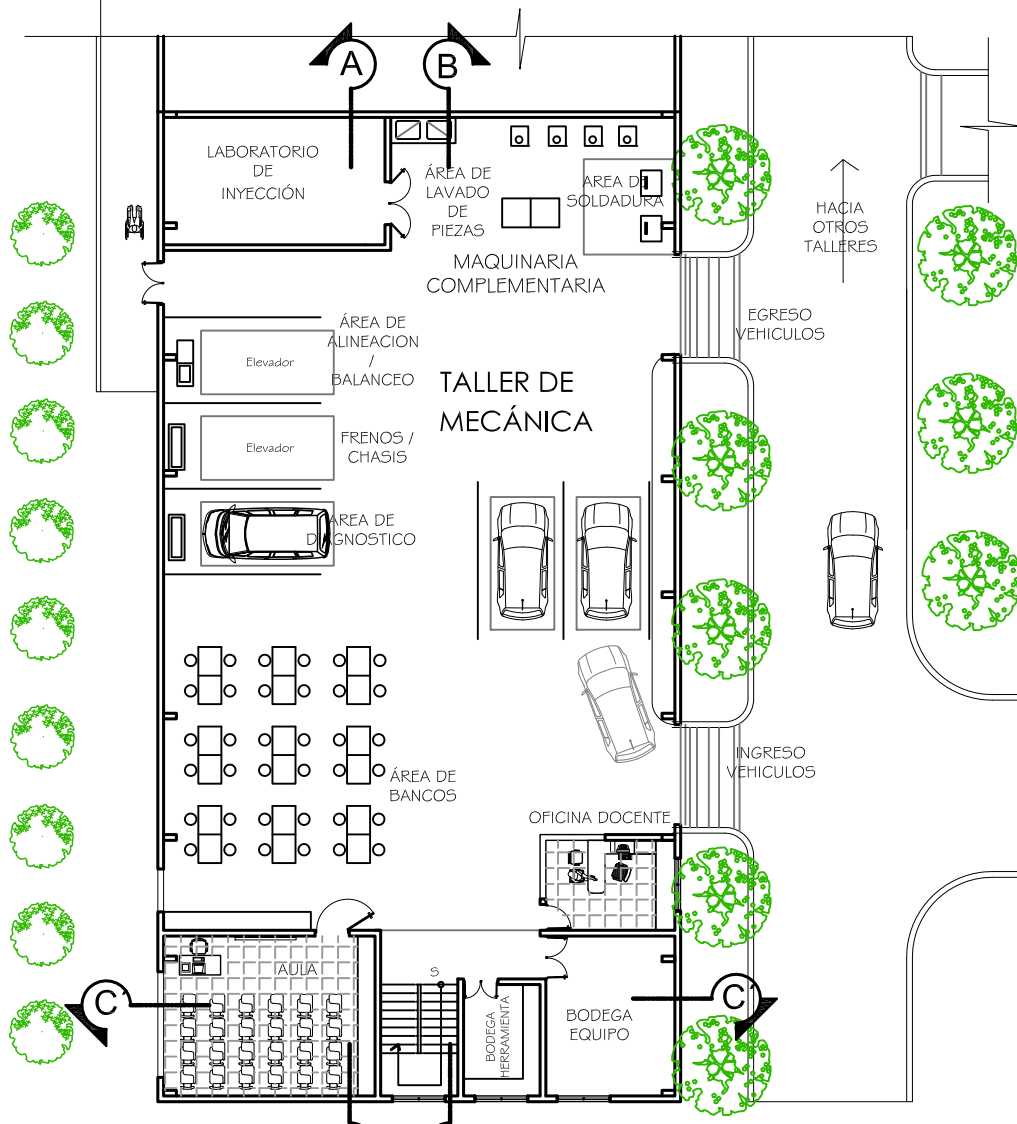 A
B
LABORATORIO
DE
INYECCIÓN
ÁREA DE
LAVADO
DE
PIEZAS
AREA DE
SOLDADURA
MAQUINARIA
COMPLEMENTARIA
HACIA
OTROS
TALLERES
EGRESO
VEHICULOS
ÁREA DE
ALINEACION
/
BALANCEO
Elevador
TALLER DE
MECÁNICA
FRENOS /
CHASIS
Elevador
AREA DE
DIAGNOSTICO
ÁREA DE
BANCOS
INGRESO
VEHICULOS
OFICINA DOCENTE
AULA
S
C'
BODEGA
HERRAMIENTA
BODEGA
EQUIPO
C'